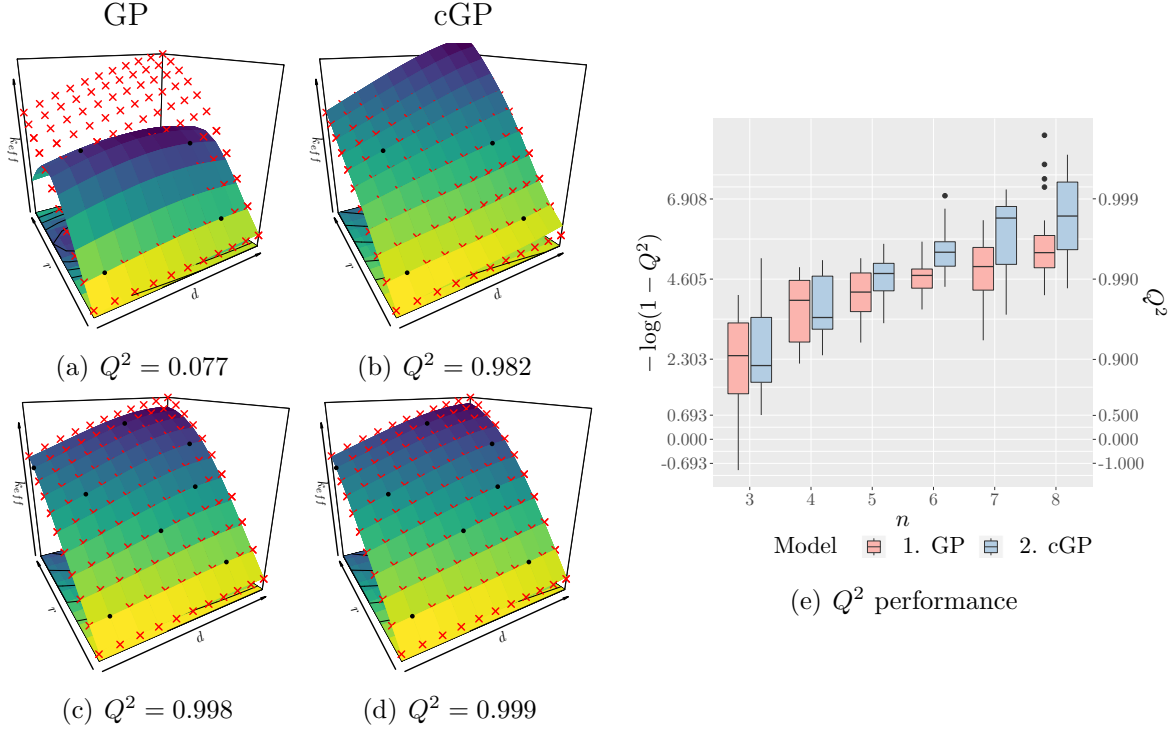 GP
cGP
k_eff
r
d
k_eff
r
d
(a) Q² = 0.077
(b) Q² = 0.982
k_eff
r
d
k_eff
r
d
(c) Q² = 0.998
(d) Q² = 0.999
− log(1 − Q²)
6.908
4.605
2.303
0.693
0.000
-0.693
0.999
0.990
0.900
0.500
0.000
-1.000
Q²
3 4 5 6 7 8
n
Model 1. GP 2. cGP
(e) Q² performance